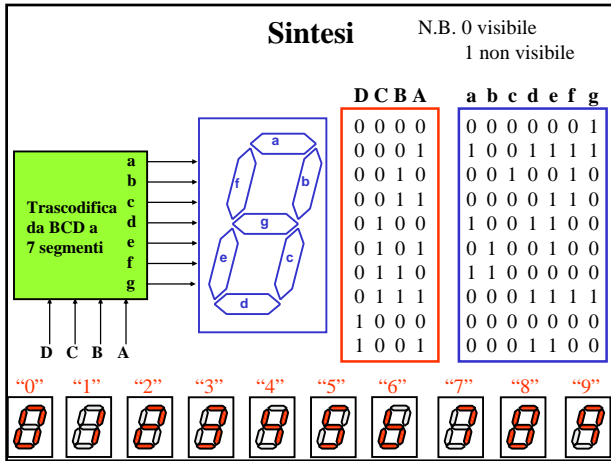 Sintesi
N.B. 0 visibile
1 non visibile
D C B A a b c d e f g
0 0 0 0 0 0 0 0 0 0 1
0 0 0 1 1 0 0 1 1 1 1
0 0 1 0 0 0 1 0 0 1 0
0 0 1 1 0 0 0 0 1 1 0
0 1 0 0 1 0 0 1 1 0 0
0 1 0 1 0 1 0 0 1 0 0
0 1 1 0 1 1 0 0 0 0 0
0 1 1 1 0 0 0 1 1 1 1
1 0 0 0 0 0 0 0 0 0 0
1 0 0 1 0 0 0 1 1 0 0
Trascodifica
da BCD a
7 segmenti
a
b
c
d
e
f
g
D C B A
a
f
b
g
e
c
d
“0” “1” “2” “3” “4” “5” “6” “7” “8” “9”